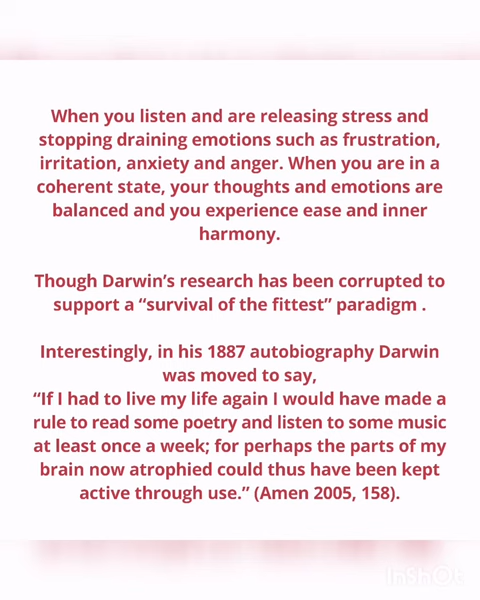 When you listen and are releasing stress and
stopping draining emotions such as frustration,
irritation, anxiety and anger. When you are in a
coherent state, your thoughts and emotions are
balanced and you experience ease and inner
harmony.
Though Darwin’s research has been corrupted to
support a “survival of the fittest” paradigm .
Interestingly, in his 1887 autobiography Darwin
was moved to say,
“If I had to live my life again I would have made a
rule to read some poetry and listen to some music
at least once a week; for perhaps the parts of my
brain now atrophied could thus have been kept
active through use.” (Amen 2005, 158).
InShOt